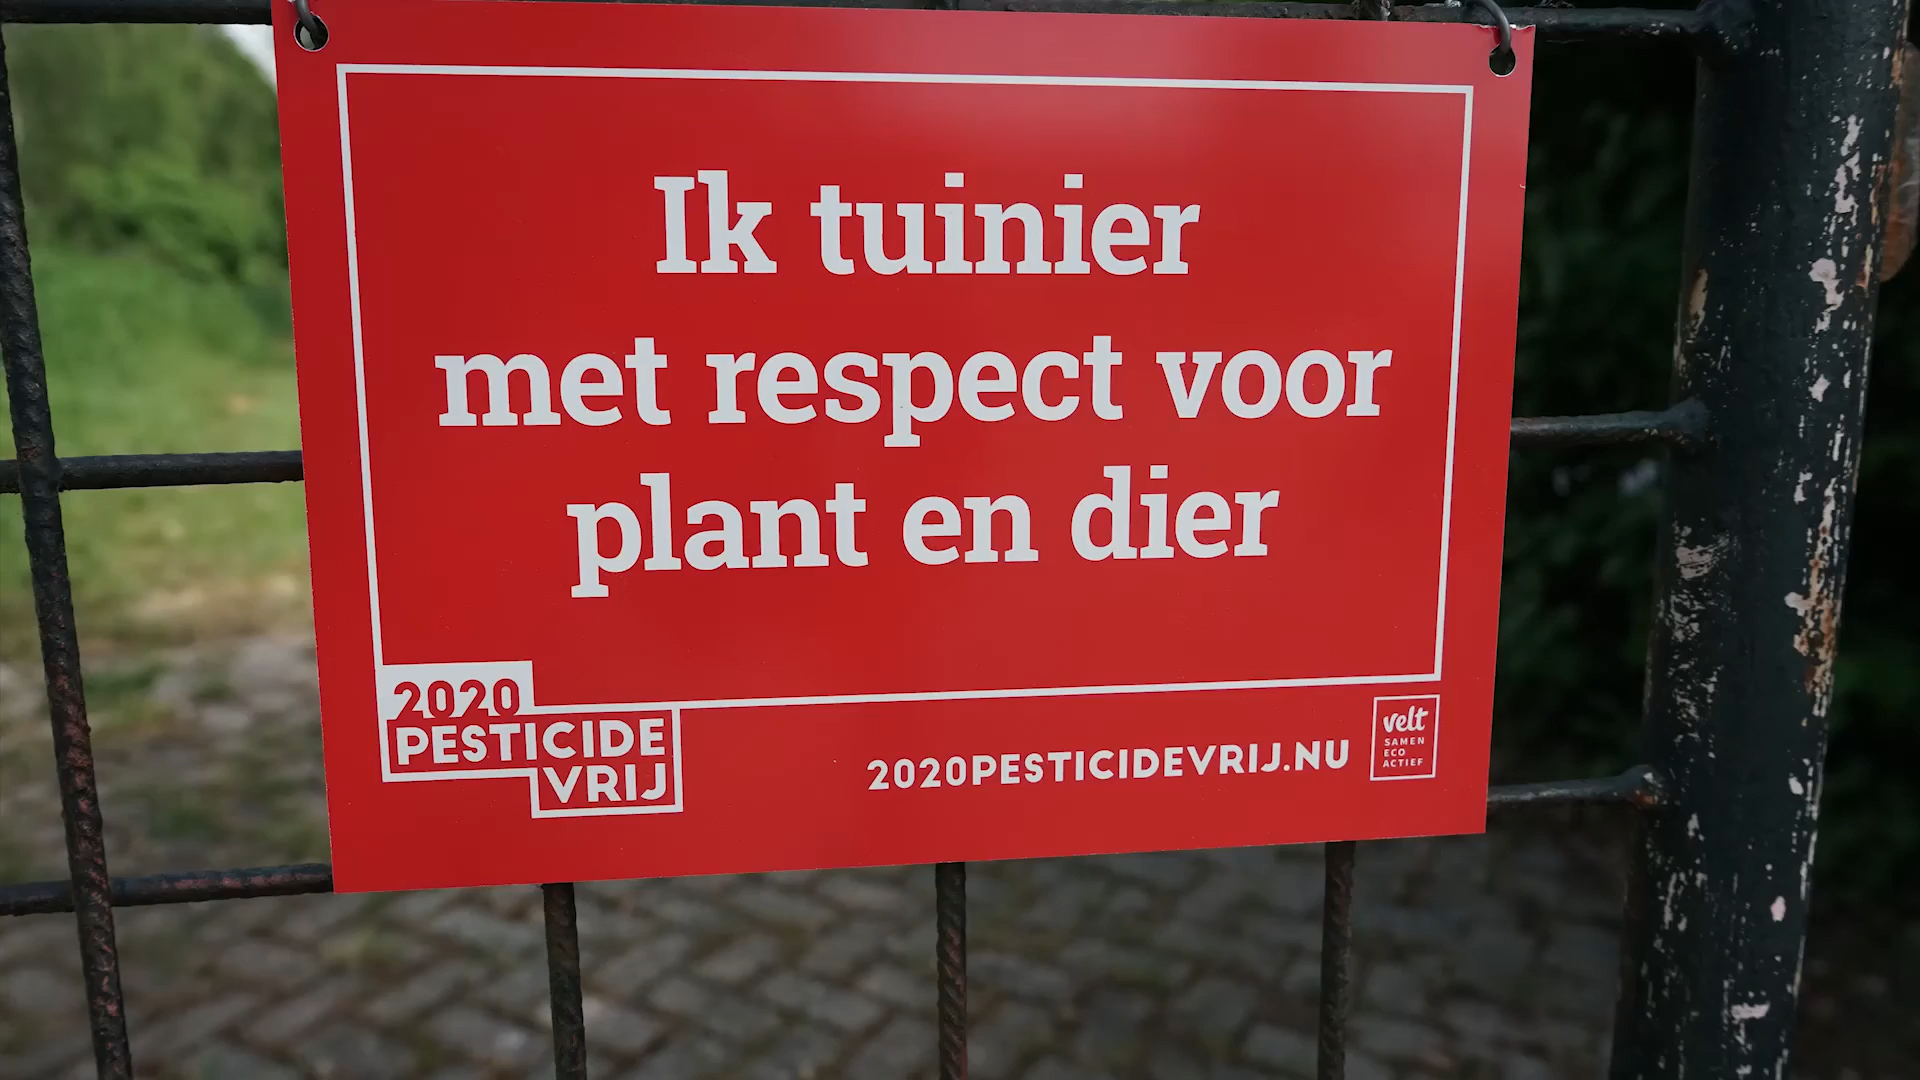 Ik tuinier
met respect voor
plant en dier
2020
PESTICIDE
VRIJ
2020PESTICIDEVRIJ.NU
velt
SAMEN
ECO
ACTIEF